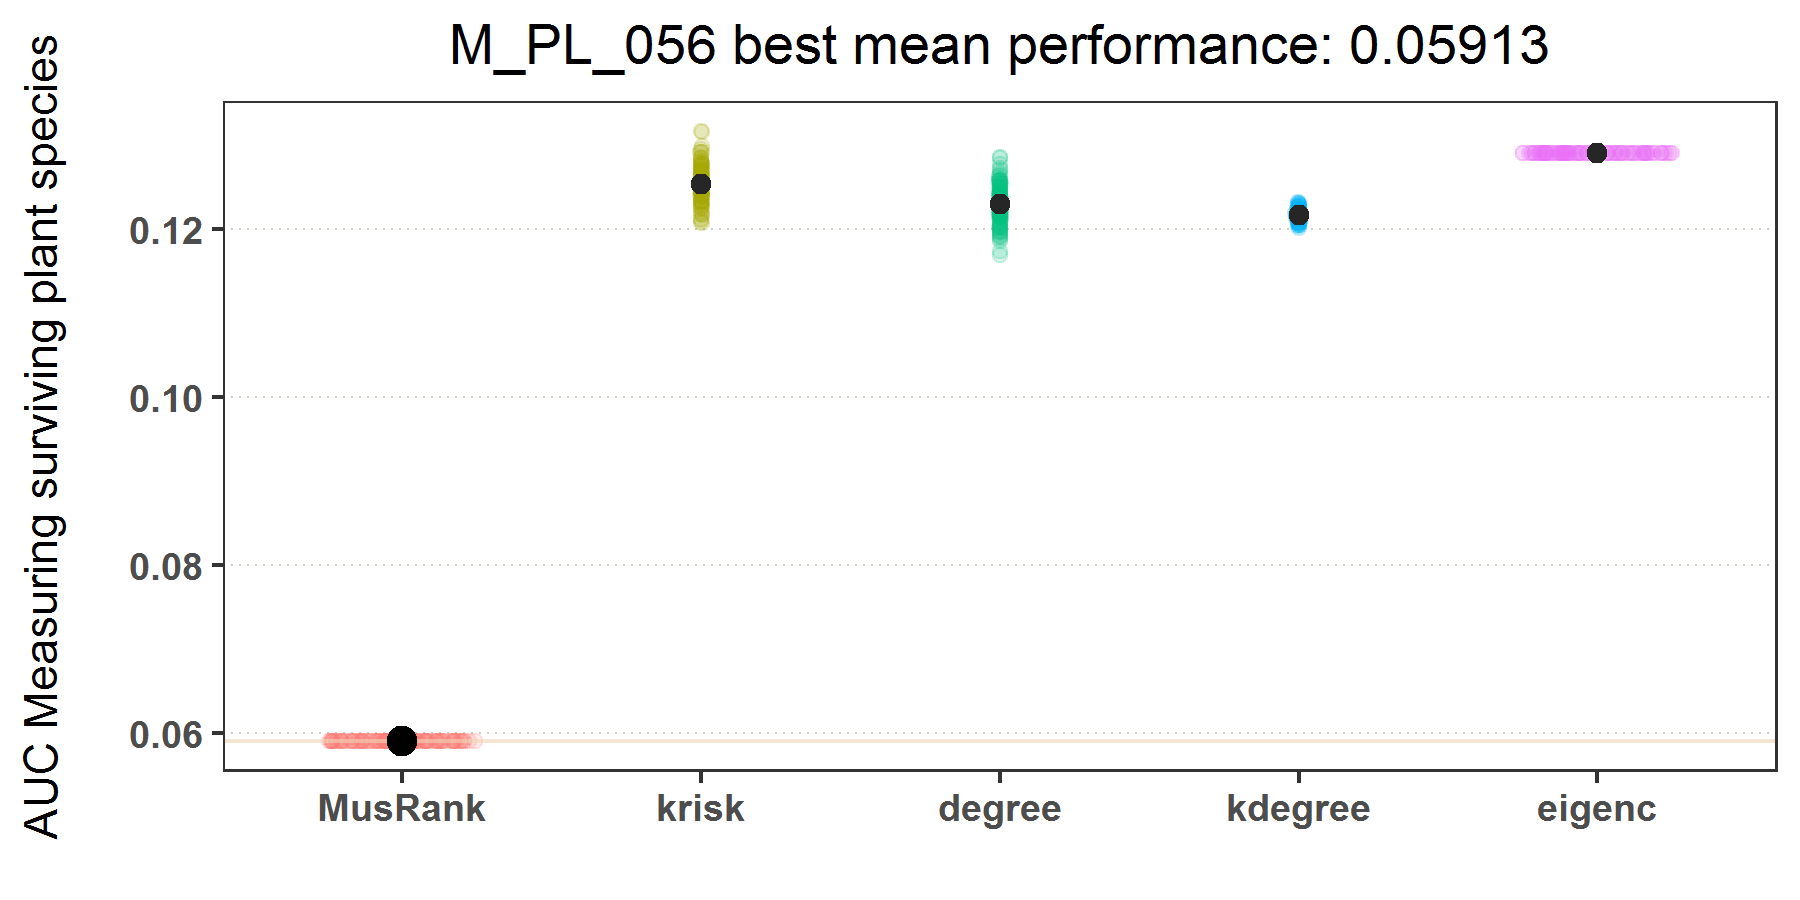 M_PL_056 best mean performance: 0.05913
AUC Measuring surviving plant species
0.12
0.10
0.08
0.06
MusRank krisk degree kdegree eigenc